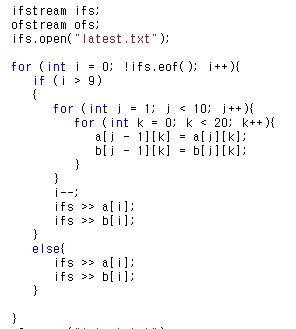 ifstream ifs;
ofstream ofs;
ifs.open("latest.txt");
for (int i = 0; !ifs.eof(); i++){
if (i > 9)
{
for (int j = 1; j < 10; j++){
for (int k = 0; k < 20; k++){
a[j - 1][k] = a[j][k];
b[j - 1][k] = b[j][k];
}
}
i--;
ifs >> a[i];
ifs >> b[i];
}
else{
ifs >> a[i];
ifs >> b[i];
}
}